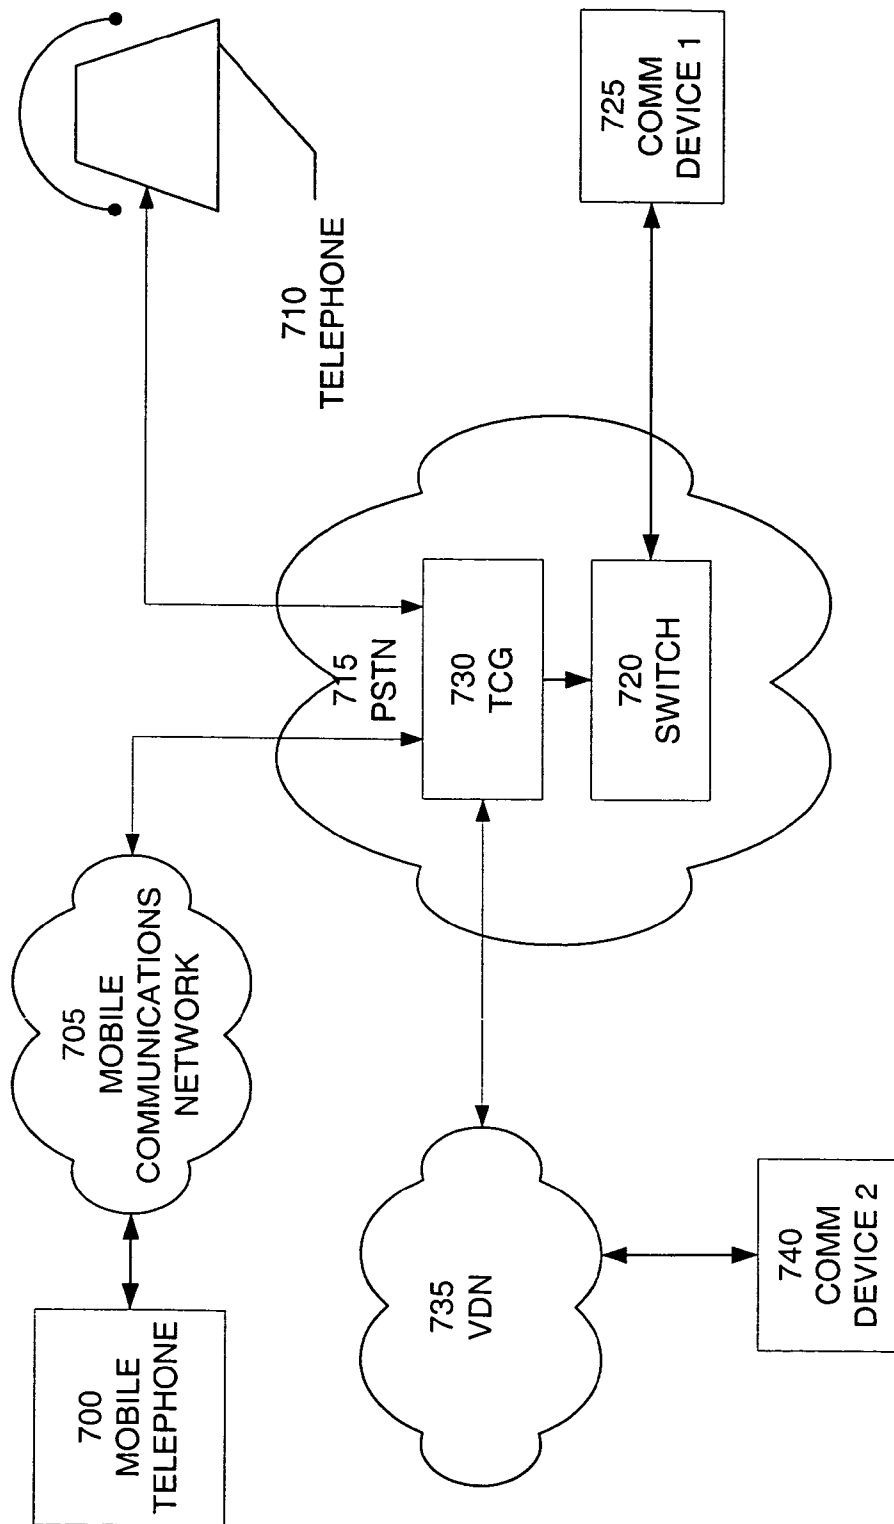 700
MOBILE
TELEPHONE
705
MOBILE
COMMUNICATIONS
NETWORK
710
TELEPHONE
715
PSTN
730
TCG
720
SWITCH
725
COMM
DEVICE 1
735
VDN
740
COMM
DEVICE 2